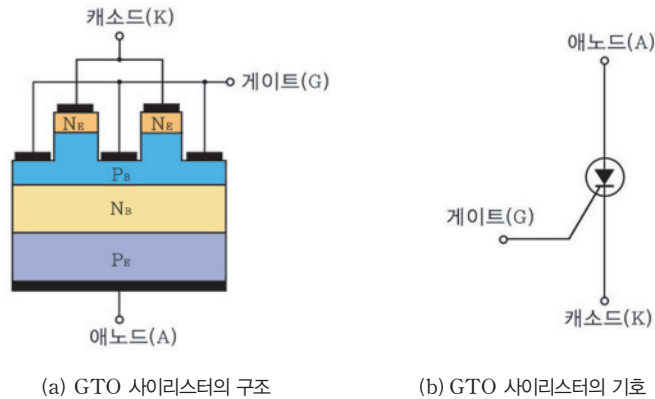 캐소드(K)
게이트(G)
NE NE
PB
NB
PE
애노드(A)
(a) GTO 사이리스터의 구조
애노드(A)
게이트(G)
캐소드(K)
(b) GTO 사이리스터의 기호